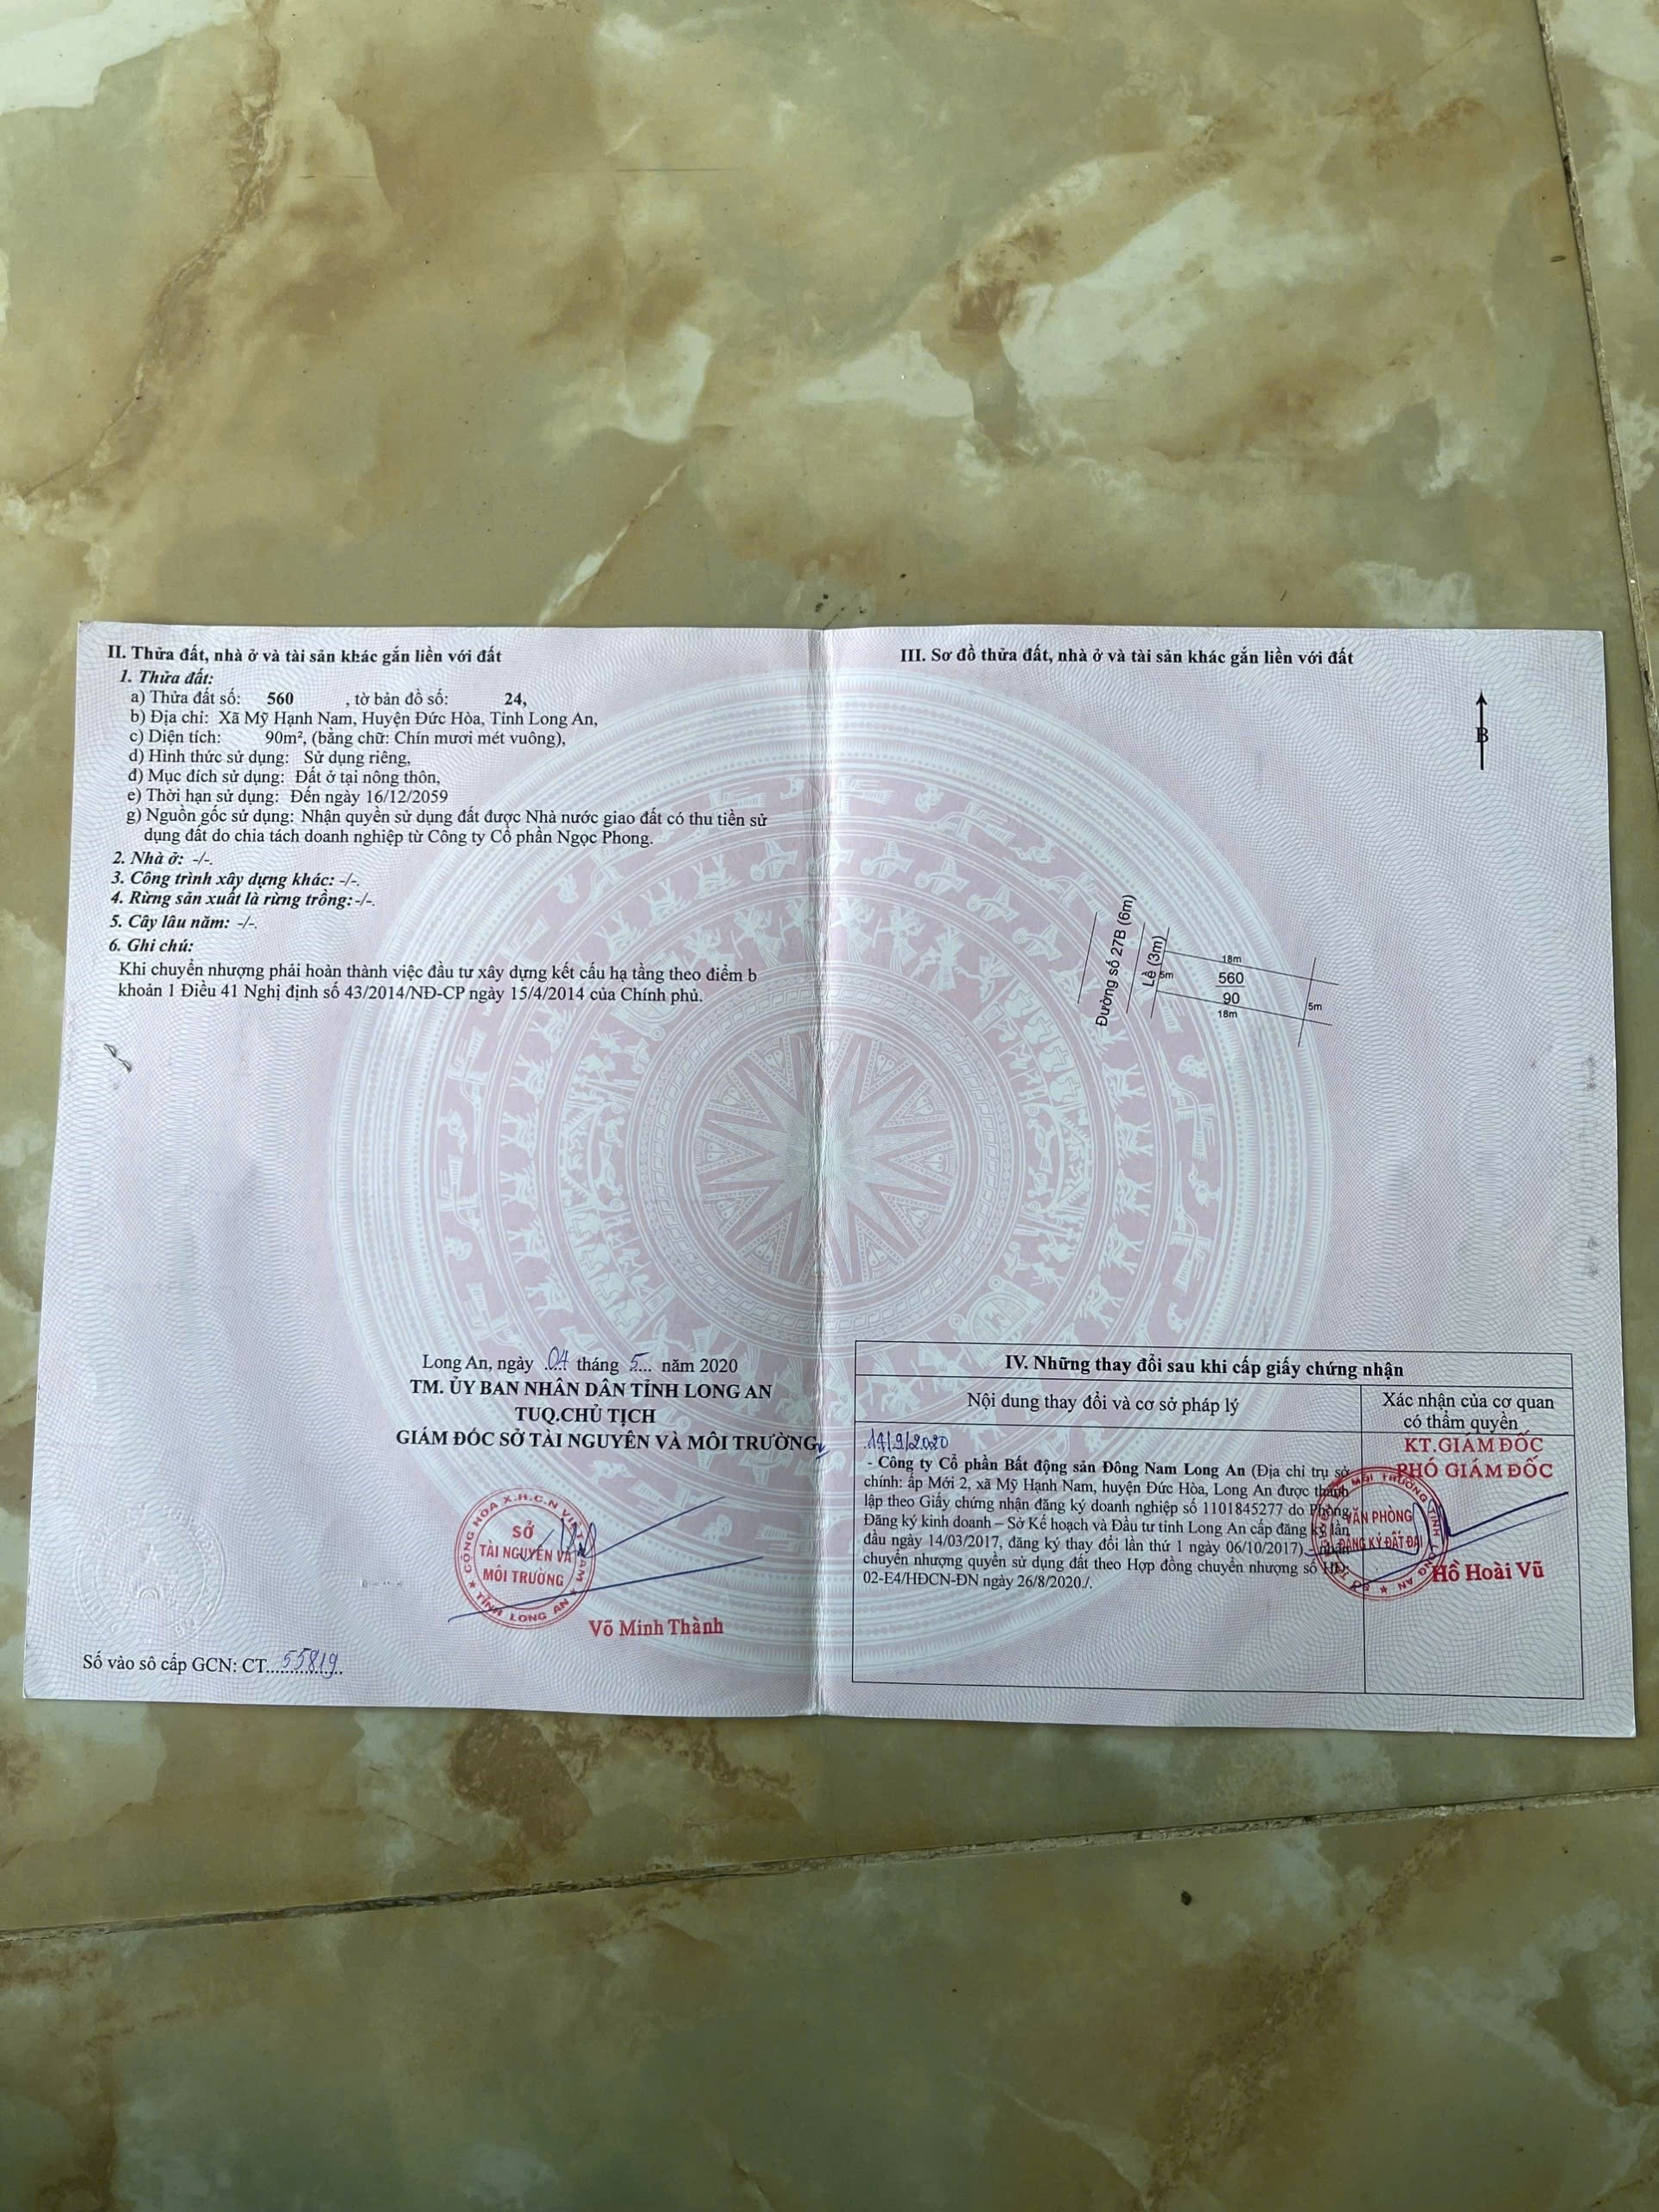 II. Thửa đất, nhà ở và tài sản khác gắn liền với đất
1. Thửa đất:
a) Thửa đất số: 560 , tờ bản đồ số: 24,
b) Địa chỉ: Xã Mỹ Hạnh Nam, Huyện Đức Hòa, Tỉnh Long An,
c) Diện tích: 90m², (bằng chữ: Chín mươi mét vuông),
d) Hình thức sử dụng: Sử dụng riêng,
đ) Mục đích sử dụng: Đất ở tại nông thôn,
e) Thời hạn sử dụng: Đến ngày 16/12/2059
g) Nguồn gốc sử dụng: Nhận quyền sử dụng đất được Nhà nước giao đất có thu tiền sử
dụng đất do chia tách doanh nghiệp từ Công ty Cổ phần Ngọc Phong.
2. Nhà ở: -/-.
3. Công trình xây dựng khác: -/-.
4. Rừng sản xuất là rừng trồng: -/-.
5. Cây lâu năm: -/-.
6. Ghi chú:
Khi chuyển nhượng phải hoàn thành việc đầu tư xây dựng kết cấu hạ tầng theo điểm b
khoản 1 Điều 41 Nghị định số 43/2014/NĐ-CP ngày 15/4/2014 của Chính phủ.
Long An, ngày 04 tháng 5 năm 2020
TM. ỦY BAN NHÂN DÂN TỈNH LONG AN
TUQ.CHỦ TỊCH
GIÁM ĐỐC SỞ TÀI NGUYÊN VÀ MÔI TRƯỜNG
CỘNG HÒA X.H.C.N VIỆT NAM
SỞ
TÀI NGUYÊN VÀ
MÔI TRƯỜNG
TỈNH LONG AN
Võ Minh Thành
Số vào sổ cấp GCN: CT 55819
III. Sơ đồ thửa đất, nhà ở và tài sản khác gắn liền với đất
B
Đường số 27B (6m)
Lề (3m)
5m
18m
560
90
18m
5m
IV. Những thay đổi sau khi cấp giấy chứng nhận
Nội dung thay đổi và cơ sở pháp lý
Xác nhận của cơ quan
có thẩm quyền
14/9/2020
- Công ty Cổ phần Bất động sản Đông Nam Long An (Địa chỉ trụ sở
chính: ấp Mới 2, xã Mỹ Hạnh Nam, huyện Đức Hòa, Long An được thành
lập theo Giấy chứng nhận đăng ký doanh nghiệp số 1101845277 do Phòng
Đăng ký kinh doanh – Sở Kế hoạch và Đầu tư tỉnh Long An cấp đăng ký lần
đầu ngày 14/03/2017, đăng ký thay đổi lần thứ 1 ngày 06/10/2017) - nhận
chuyển nhượng quyền sử dụng đất theo Hợp đồng chuyển nhượng số HĐ:
02-E4/HĐCN-ĐN ngày 26/8/2020./.
KT.GIÁM ĐỐC
PHÓ GIÁM ĐỐC
VĂN PHÒNG
ĐĂNG KÝ ĐẤT ĐAI
Hồ Hoài Vũ